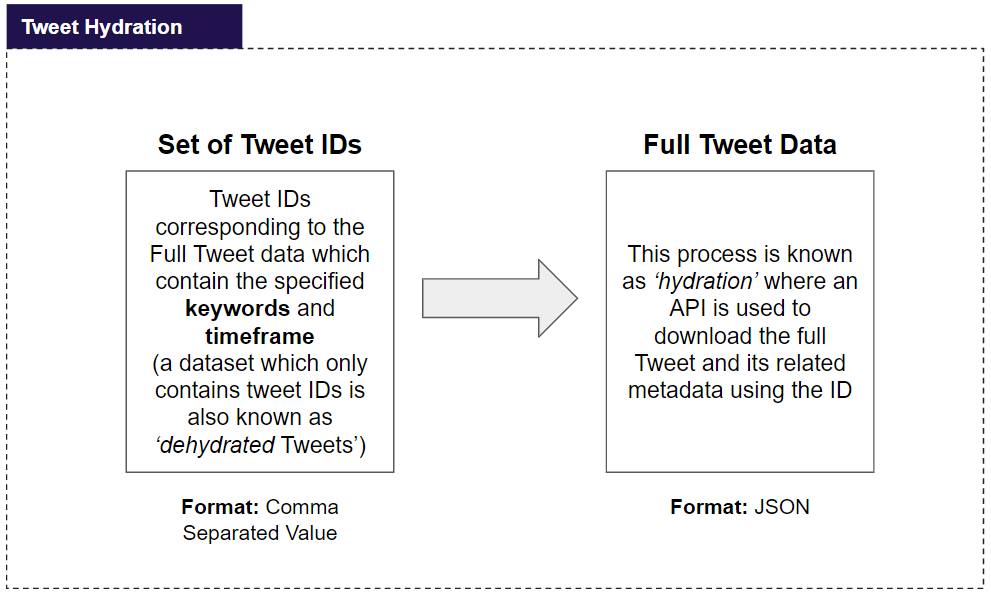 Tweet Hydration
Set of Tweet IDs
Tweet IDs
corresponding to the
Full Tweet data which
contain the specified
keywords and
timeframe
(a dataset which only
contains tweet IDs is
also known as
‘dehydrated Tweets’)
Format: Comma
Separated Value
Full Tweet Data
This process is known
as ‘hydration’ where an
API is used to
download the full
Tweet and its related
metadata using the ID
Format: JSON